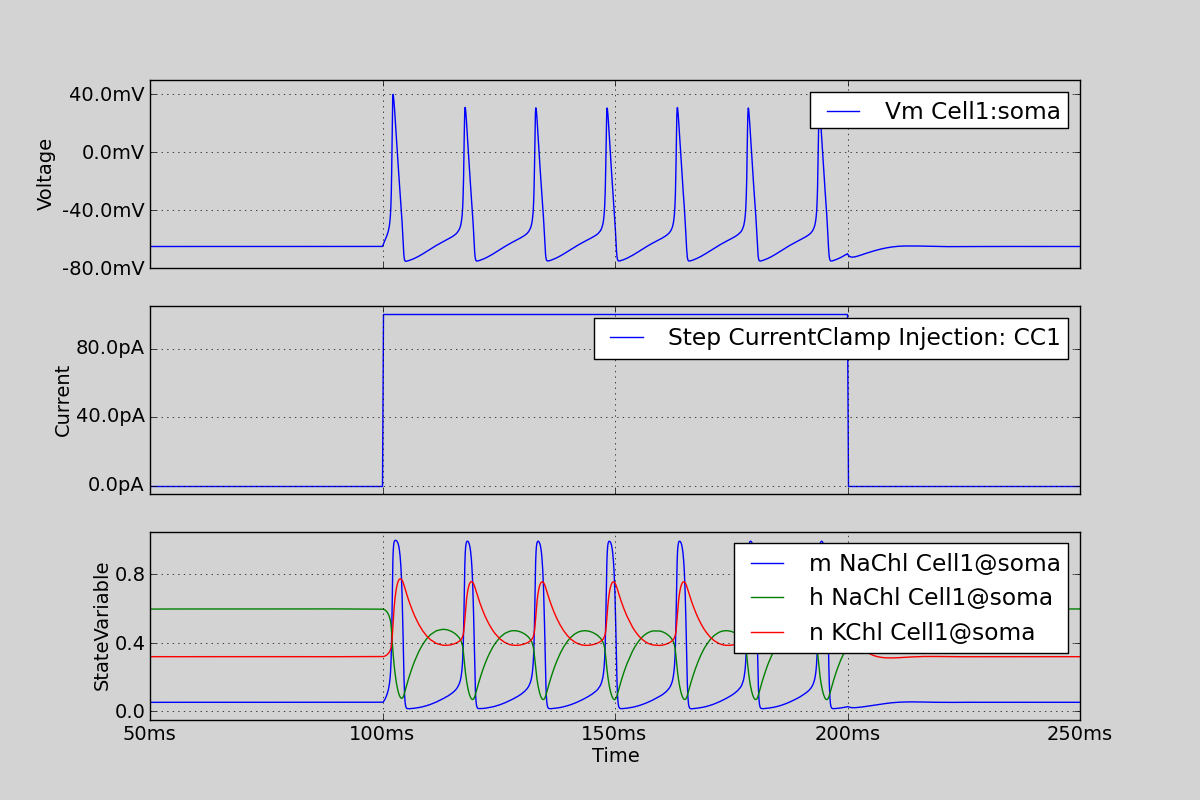 40.0mV
0.0mV
-40.0mV
-80.0mV
Voltage
Vm Cell1:soma
80.0pA
40.0pA
0.0pA
Current
Step CurrentClamp Injection: CC1
0.8
0.4
0.0
StateVariable
m NaChl Cell1@soma
h NaChl Cell1@soma
n KChl Cell1@soma
50ms 100ms 150ms 200ms 250ms
Time